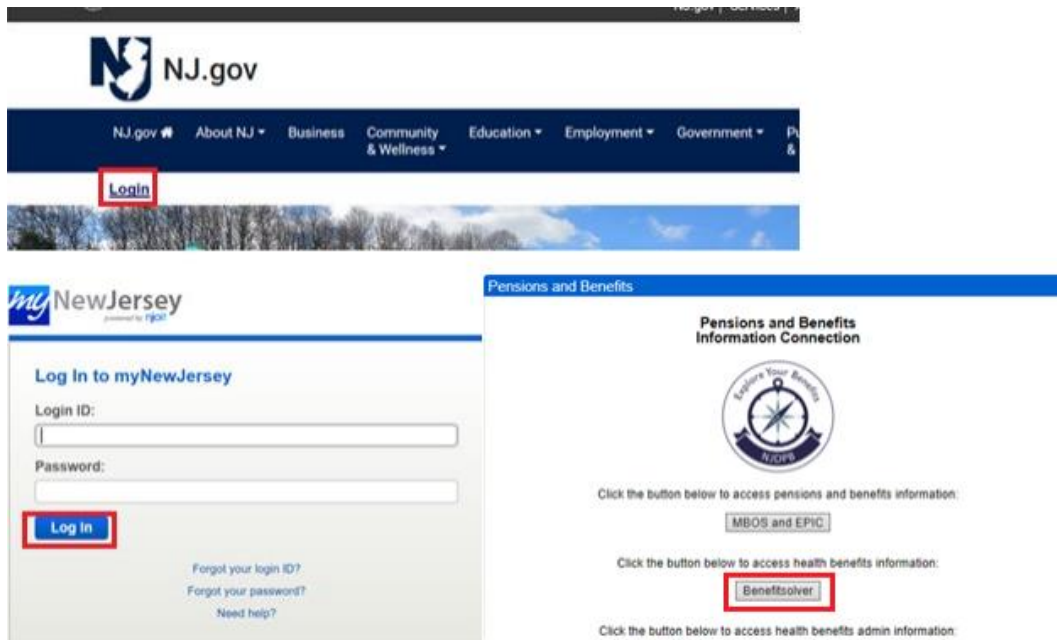 NJ.gov
NJ.gov About NJ Business Community & Wellness Education Employment Government
Login
myNewJersey
powered by njoit
Log In to myNewJersey
Login ID:
Password:
Log In
Forgot your login ID?
Forgot your password?
Need help?
Pensions and Benefits
Pensions and Benefits
Information Connection
Explore Your Benefits
NJDPB
Click the button below to access pensions and benefits information:
MBOS and EPIC
Click the button below to access health benefits information:
Benefitsolver
Click the button below to access health benefits admin information: